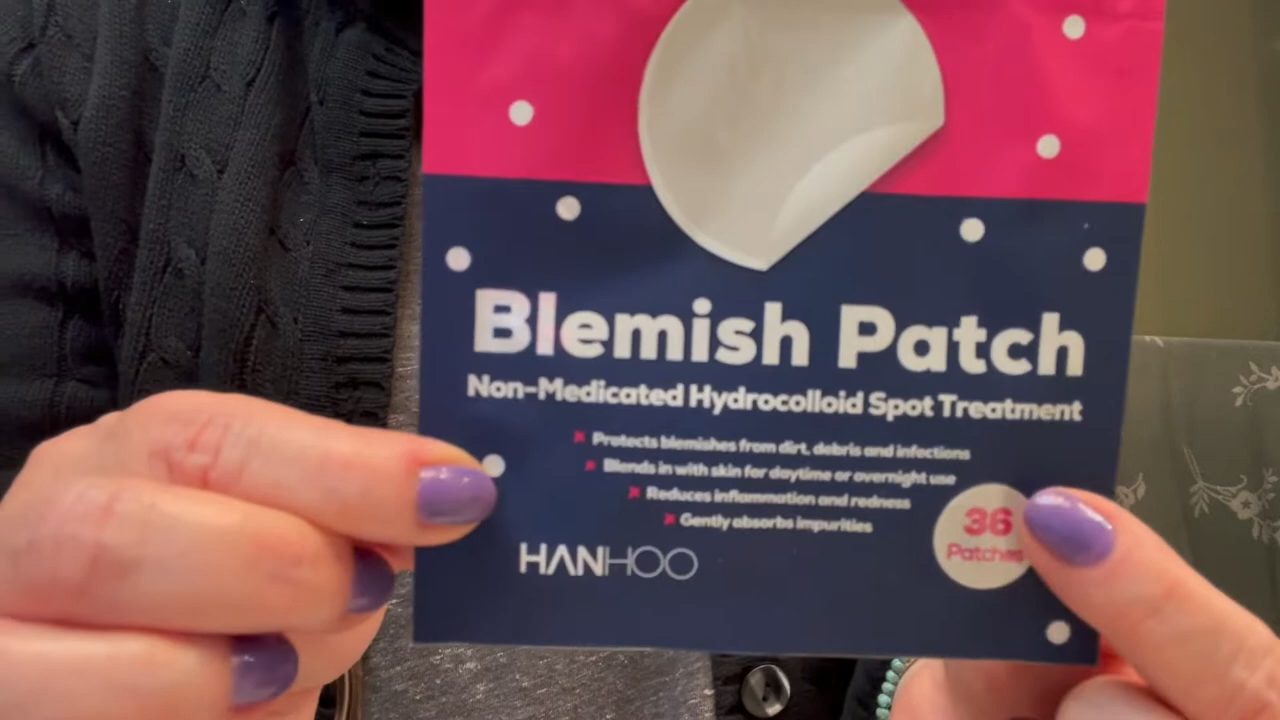 Blemish Patch
Non-Medicated Hydrocolloid Spot Treatment
Protects blemishes from dirt, debris and infections
Blends in with skin for daytime or overnight use
Reduces inflammation and redness
Gently absorbs impurities
HANHOO
36
Patches